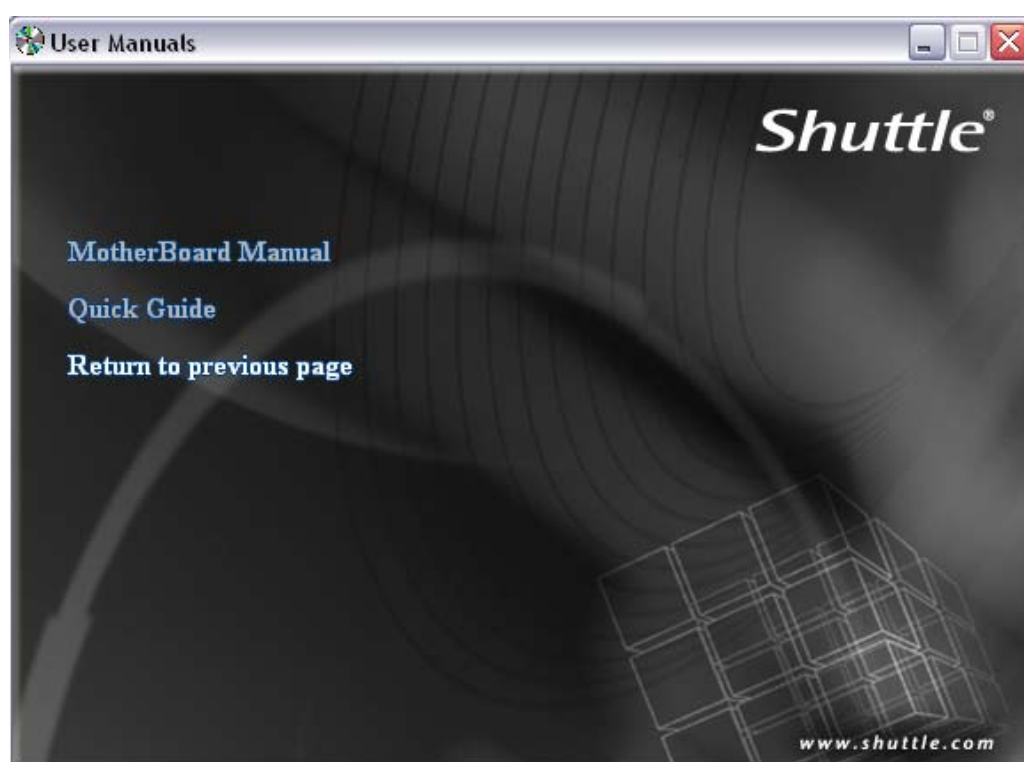 User Manuals
Shuttle®
MotherBoard Manual
Quick Guide
Return to previous page
www.shuttle.com